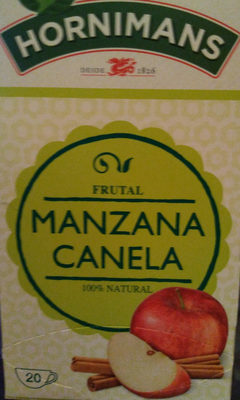 HORNIMANS
DESDE 1826
FRUTAL
MANZANA
CANELA
100% NATURAL
20